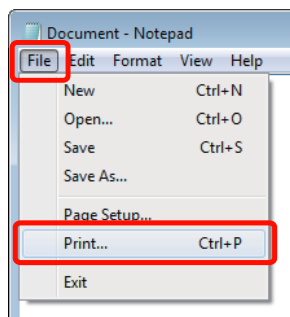 Document - Notepad
File Edit Format View Help
New Ctrl+N
Open... Ctrl+O
Save Ctrl+S
Save As...
Page Setup...
Print... Ctrl+P
Exit